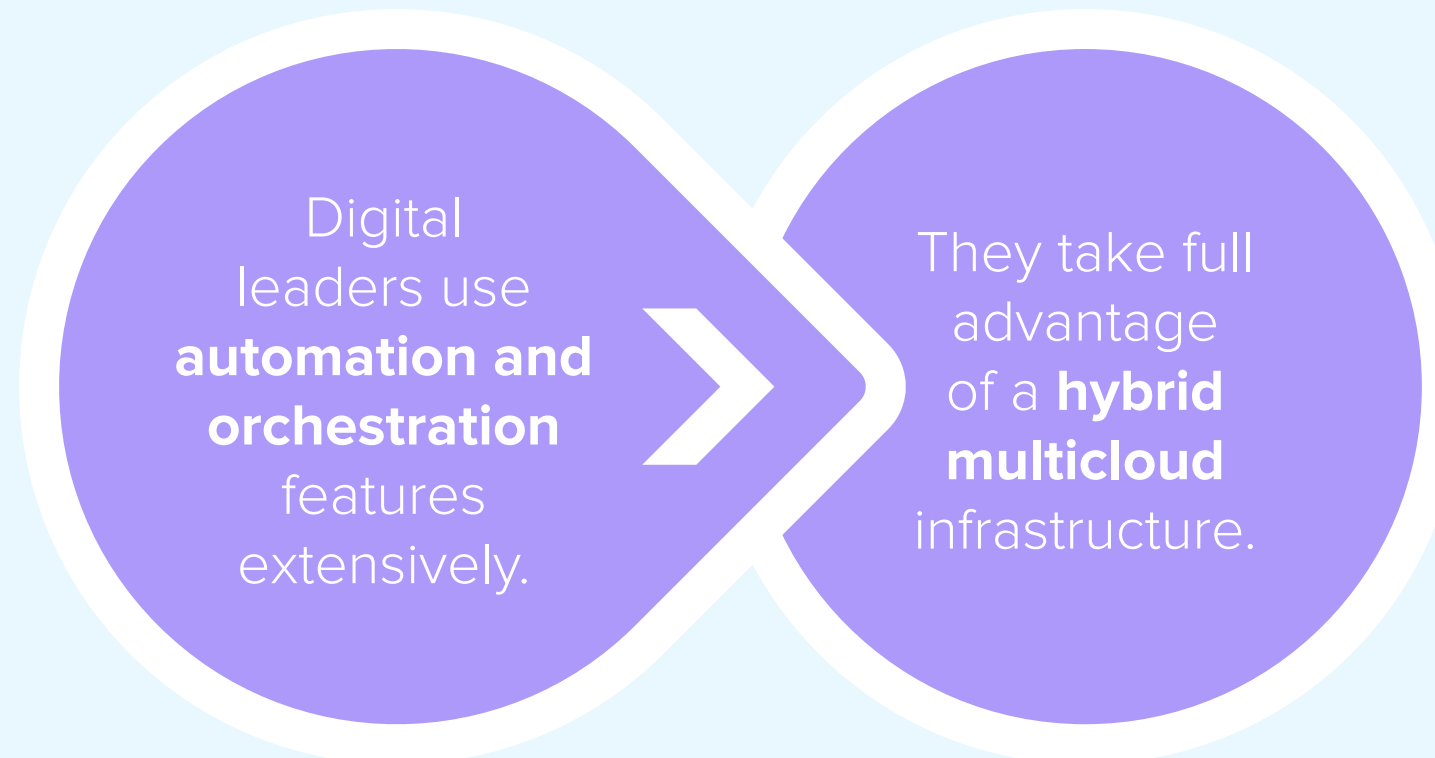 Digital
leaders use
automation and
orchestration
features
extensively.
They take full
advantage
of a hybrid
multicloud
infrastructure.